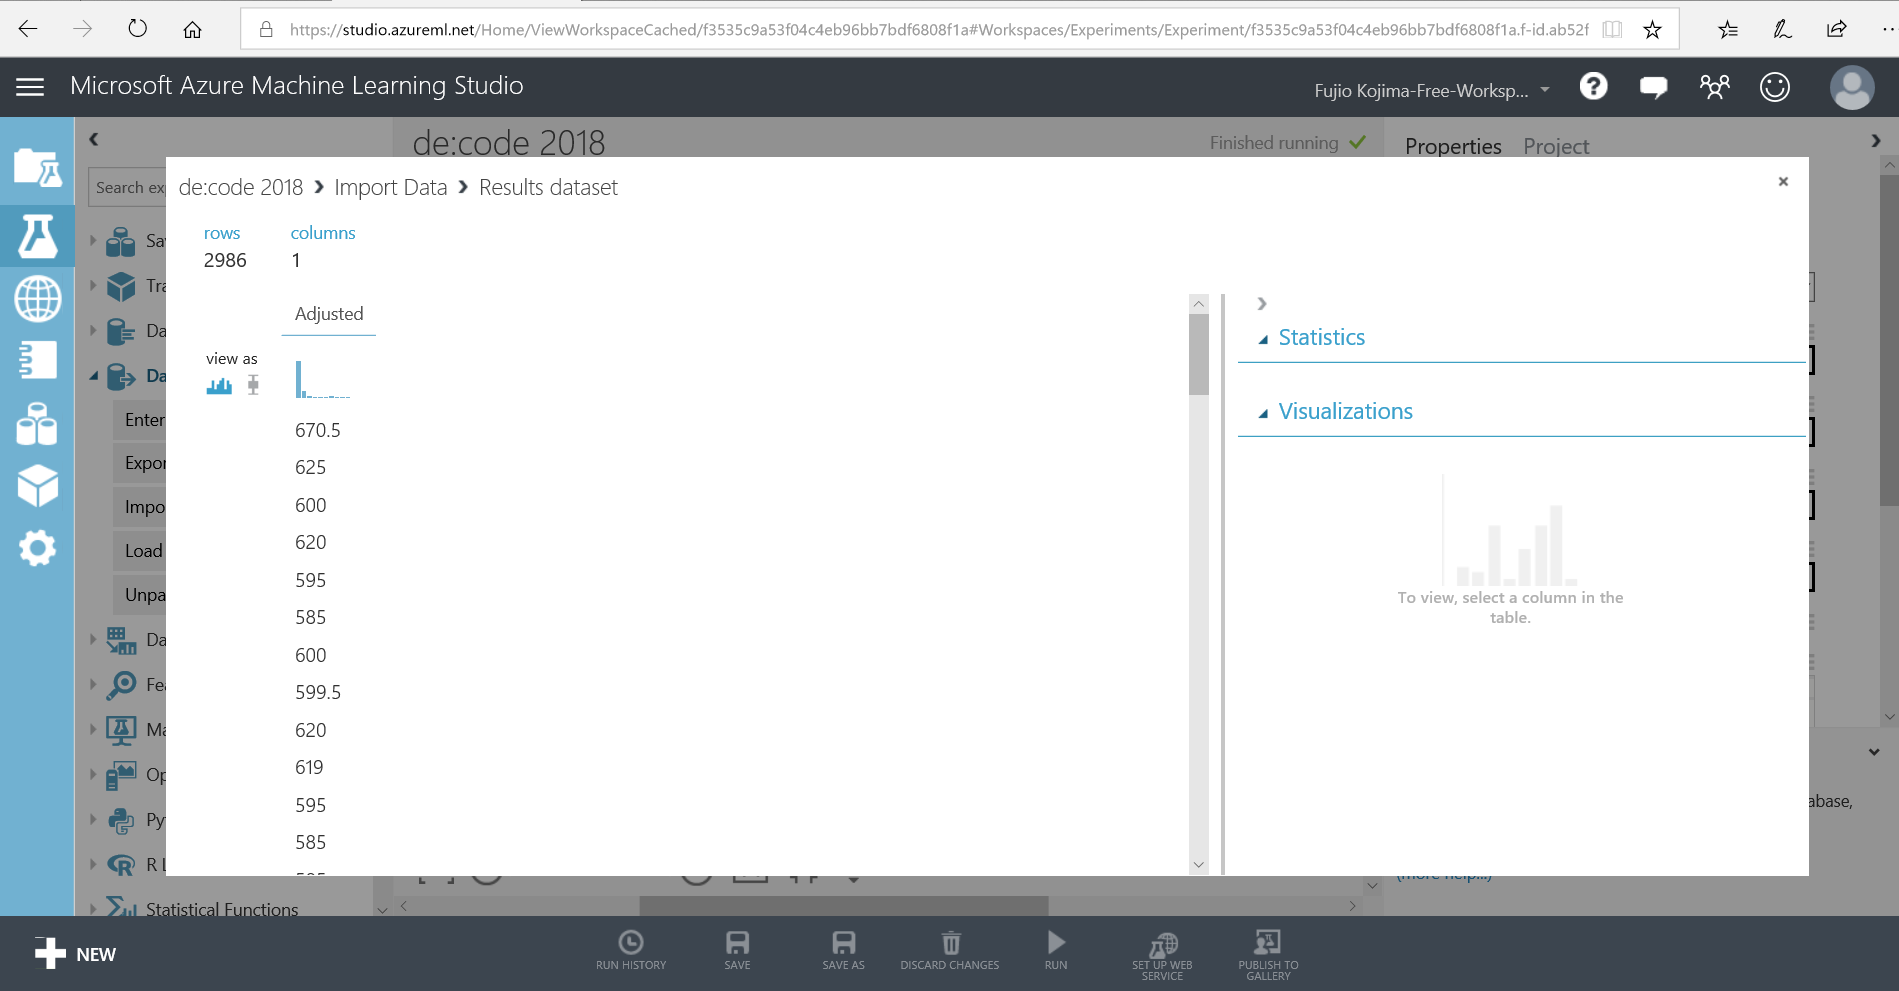 https://studio.azureml.net/Home/ViewWorkspaceCached/f3535c9a53f04c4eb96bb7bdf6808f1a#Workspaces/Experiments/Experiment/f3535c9a53f04c4eb96bb7bdf6808f1a.f-id.ab52f
Microsoft Azure Machine Learning Studio
Fujio Kojima-Free-Worksp...
de:code 2018
Finished running
Properties Project
Search ex
de:code 2018 Import Data Results dataset
rows columns
2986 1
Adjusted
view as
670.5
625
600
620
595
585
600
599.5
620
619
595
585
Statistics
Visualizations
To view, select a column in the
table.
Sa
Tra
Da
Da
Enter
Expor
Impo
Load
Unpa
Da
Fea
Ma
Op
Py
R L
Statistical Functions
abase,
(more help...)
NEW
RUN HISTORY
SAVE
SAVE AS
DISCARD CHANGES
RUN
SET UP WEB
SERVICE
PUBLISH TO
GALLERY